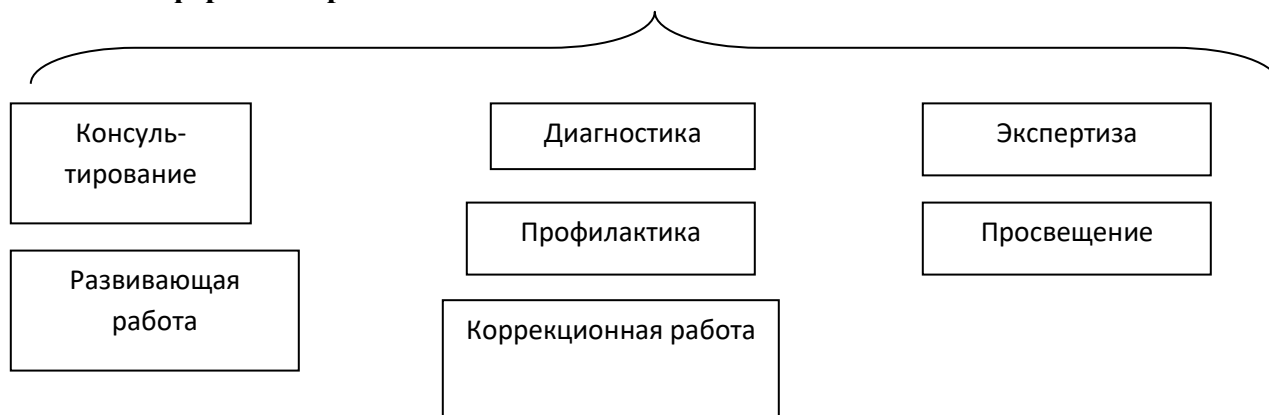 Консуль-
тирование
Диагностика
Экспертиза
Профилактика
Просвещение
Развивающая
работа
Коррекционная работа